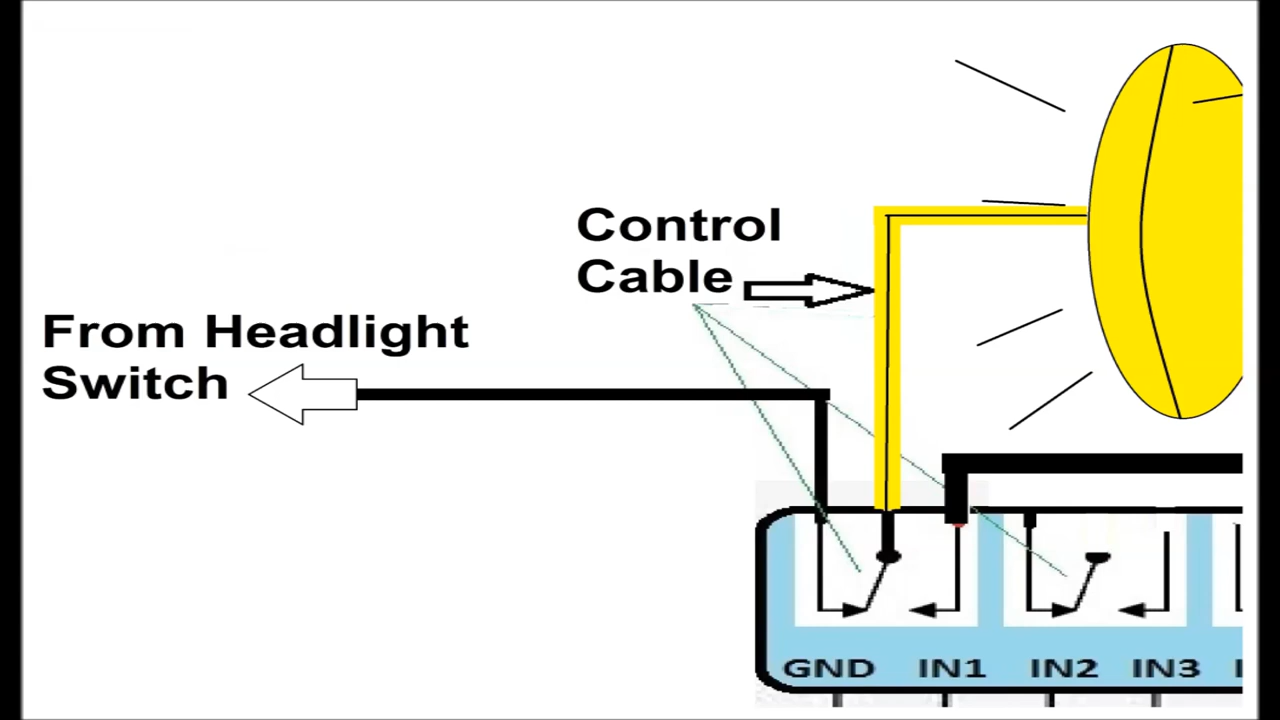 Control
Cable
From Headlight
Switch
GND IN1 IN2 IN3